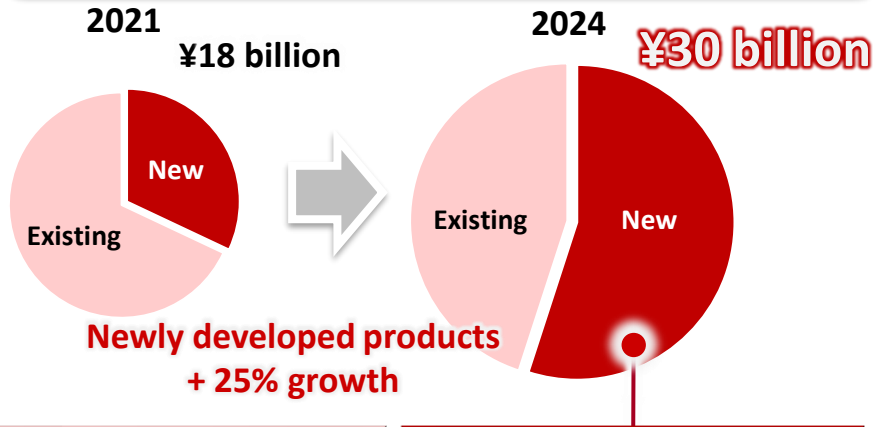 2021
¥18 billion
2024
¥30 billion
New
Existing
Existing
New
Newly developed products
+ 25% growth